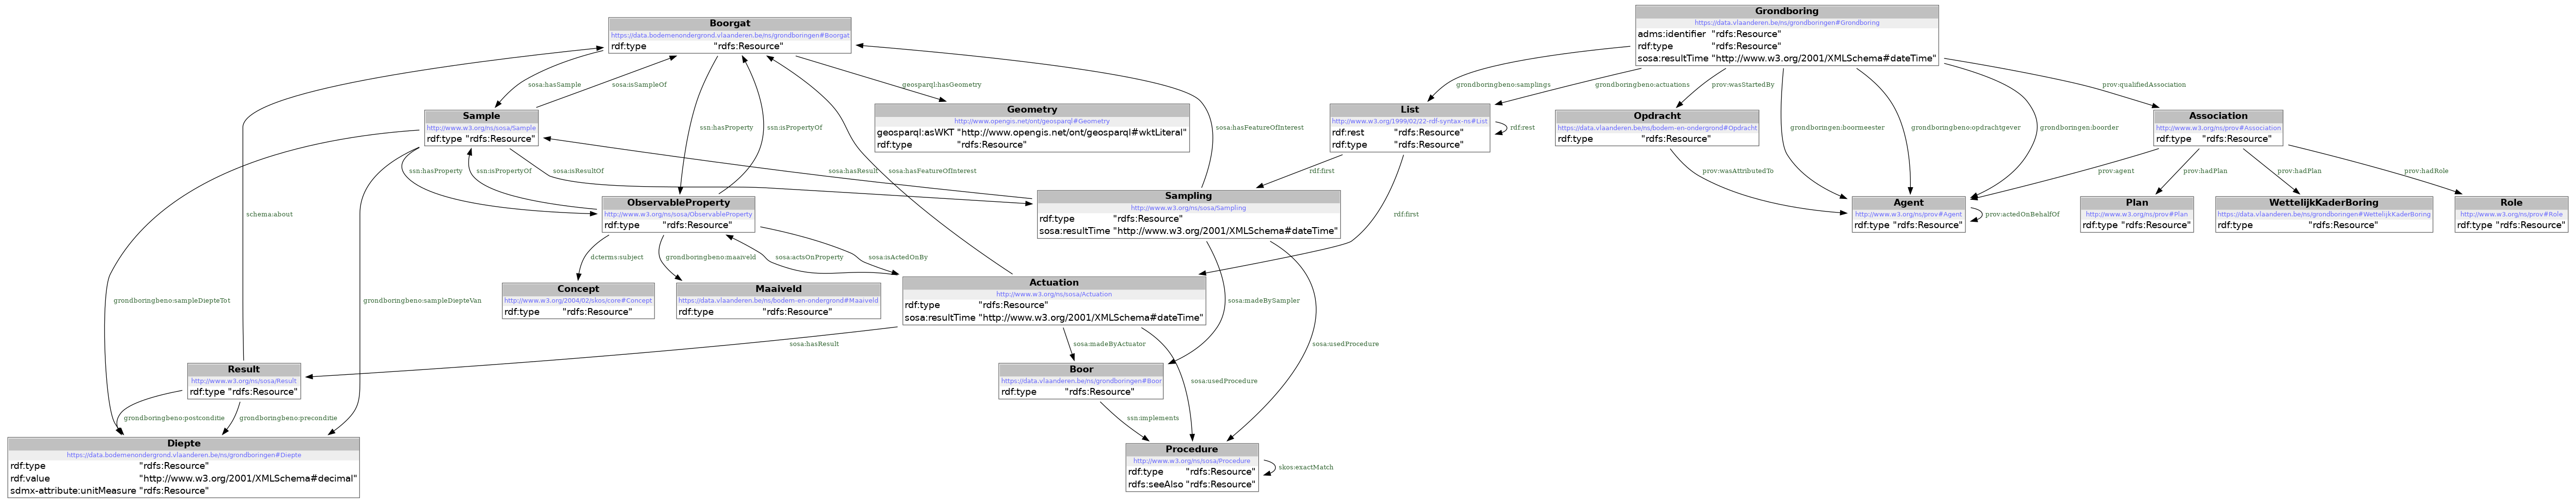 Grondboring
https://data.vlaanderen.be/ns/grondboringen#Grondboring
adms:identifier "rdfs:Resource"
rdf:type "rdfs:Resource"
sosa:resultTime "http://www.w3.org/2001/XMLSchema#dateTime"
Boorgat
https://data.bodemenondergrond.vlaanderen.be/ns/grondboringen#Boorgat
rdf:type "rdfs:Resource"
sosa:hasSample
sosa:isSampleOf
geosparql:hasGeometry
grondboringbeno:samplings
grondboringbeno:actuations
prov:wasStartedBy
prov:qualifiedAssociation
Sample
http://www.w3.org/ns/sosa/Sample
rdf:type "rdfs:Resource"
ssn:hasProperty
ssn:isPropertyOf
Geometry
http://www.opengis.net/ont/geosparql#Geometry
geosparql:asWKT "http://www.opengis.net/ont/geosparql#wktLiteral"
rdf:type "rdfs:Resource"
sosa:hasFeatureOfInterest
List
http://www.w3.org/1999/02/22-rdf-syntax-ns#List
rdf:rest "rdfs:Resource"
rdf:type "rdfs:Resource"
rdf:rest
Opdracht
https://data.vlaanderen.be/ns/bodem-en-ondergrond#Opdracht
rdf:type "rdfs:Resource"
grondboringen:boormeester
grondboringbeno:opdrachtgever
grondboringen:boorder
Association
http://www.w3.org/ns/prov#Association
rdf:type "rdfs:Resource"
ssn:hasProperty
ssn:isPropertyOf
sosa:isResultOf
sosa:hasResult
sosa:hasFeatureOfInterest
rdf:first
prov:wasAttributedTo
prov:agent
prov:hadPlan
prov:hadPlan
prov:hadRole
schema:about
ObservableProperty
http://www.w3.org/ns/sosa/ObservableProperty
rdf:type "rdfs:Resource"
Sampling
http://www.w3.org/ns/sosa/Sampling
rdf:type "rdfs:Resource"
sosa:resultTime "http://www.w3.org/2001/XMLSchema#dateTime"
rdf:first
Agent
http://www.w3.org/ns/prov#Agent
rdf:type "rdfs:Resource"
prov:actedOnBehalfOf
Plan
http://www.w3.org/ns/prov#Plan
rdf:type "rdfs:Resource"
WettelijkKaderBoring
https://data.vlaanderen.be/ns/grondboringen#WettelijkKaderBoring
rdf:type "rdfs:Resource"
Role
http://www.w3.org/ns/prov#Role
rdf:type "rdfs:Resource"
dcterms:subject
grondboringbeno:maaiveld
sosa:actsOnProperty
sosa:isActedOnBy
grondboringbeno:sampleDiepteTot
grondboringbeno:sampleDiepteVan
Concept
http://www.w3.org/2004/02/skos/core#Concept
rdf:type "rdfs:Resource"
Maaiveld
https://data.vlaanderen.be/ns/bodem-en-ondergrond#Maaiveld
rdf:type "rdfs:Resource"
Actuation
http://www.w3.org/ns/sosa/Actuation
rdf:type "rdfs:Resource"
sosa:resultTime "http://www.w3.org/2001/XMLSchema#dateTime"
sosa:madeBySampler
sosa:hasResult
sosa:madeByActuator
sosa:usedProcedure
Result
http://www.w3.org/ns/sosa/Result
rdf:type "rdfs:Resource"
Boor
https://data.vlaanderen.be/ns/grondboringen#Boor
rdf:type "rdfs:Resource"
sosa:usedProcedure
grondboringbeno:postconditie
grondboringbeno:preconditie
ssn:implements
Diepte
https://data.bodemenondergrond.vlaanderen.be/ns/grondboringen#Diepte
rdf:type "rdfs:Resource"
rdf:value "http://www.w3.org/2001/XMLSchema#decimal"
sdmx-attribute:unitMeasure "rdfs:Resource"
Procedure
http://www.w3.org/ns/sosa/Procedure
rdf:type "rdfs:Resource"
rdfs:seeAlso "rdfs:Resource"
skos:exactMatch